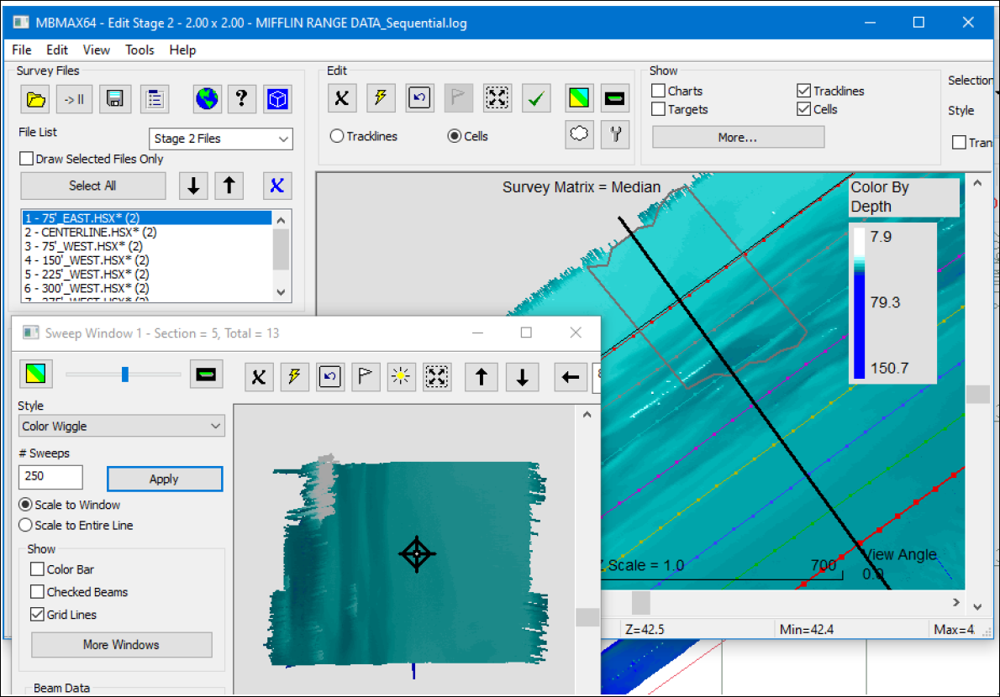 MBMAX64 - Edit Stage 2 - 2.00 x 2.00 - MIFFLIN RANGE DATA_Sequential.log
File Edit View Tools Help
Survey Files
-> II
?
File List
Stage 2 Files
Draw Selected Files Only
Select All
1 - 75'_EAST.HSX* (2)
2 - CENTERLINE.HSX* (2)
3 - 75'_WEST.HSX* (2)
4 - 150'_WEST.HSX* (2)
5 - 225'_WEST.HSX* (2)
6 - 300'_WEST.HSX* (2)
7 - 375'_WEST.HSX* (2)
Edit
Tracklines
Cells
Show
Charts
Tracklines
Targets
Cells
More...
Selection
Style
Tran
Survey Matrix = Median
Color By
Depth
7.9
79.3
150.7
Scale = 1.0
700
View Angle
0.0
Z=42.5
Min=42.4
Max=4
Sweep Window 1 - Section = 5, Total = 13
Style
Color Wiggle
# Sweeps
250
Apply
Scale to Window
Scale to Entire Line
Show
Color Bar
Checked Beams
Grid Lines
More Windows
Beam Data